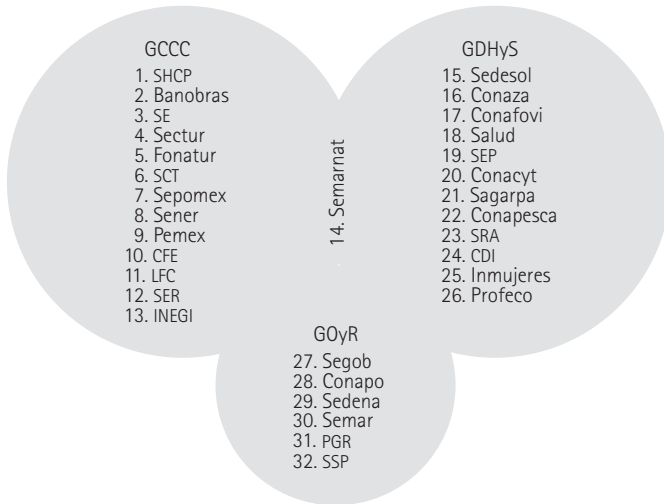 GCCC
1. SHCP
2. Banobras
3. SE
4. Sectur
5. Fonatur
6. SCT
7. Sepomex
8. Sener
9. Pemex
10. CFE
11. LFC
12. SER
13. INEGI
14. Semarnat
GDHyS
15. Sedesol
16. Conaza
17. Conafovi
18. Salud
19. SEP
20. Conacyt
21. Sagarpa
22. Conapesca
23. SRA
24. CDI
25. Inmujeres
26. Profeco
GOyR
27. Segob
28. Conapo
29. Sedena
30. Semar
31. PGR
32. SSP